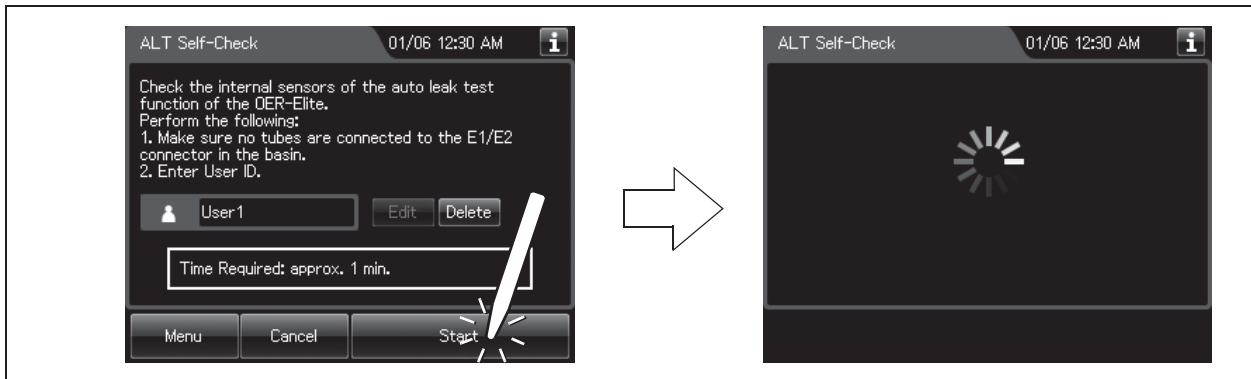 ALT Self-Check 01/06 12:30 AM i
Check the internal sensors of the auto leak test
function of the OER-Elite.
Perform the following:
1. Make sure no tubes are connected to the E1/E2
connector in the basin.
2. Enter User ID.
User1 Edit Delete
Time Required: approx. 1 min.
Menu Cancel Start
ALT Self-Check 01/06 12:30 AM i